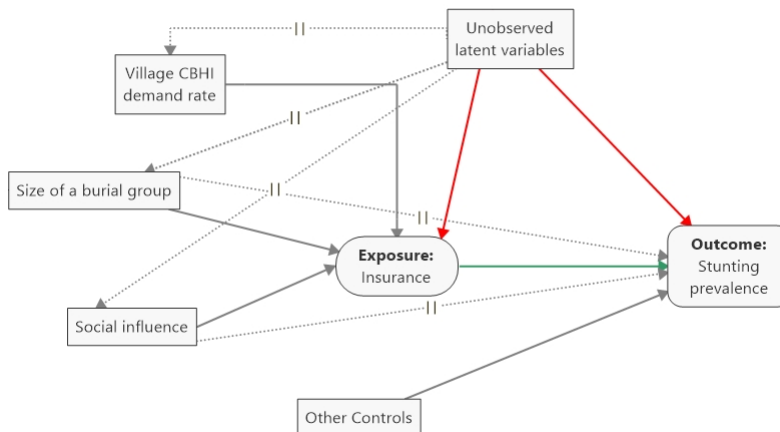 Unobserved
latent variables
Village CBHI
demand rate
Size of a burial group
Exposure:
Insurance
Outcome:
Stunting
prevalence
Social influence
Other Controls